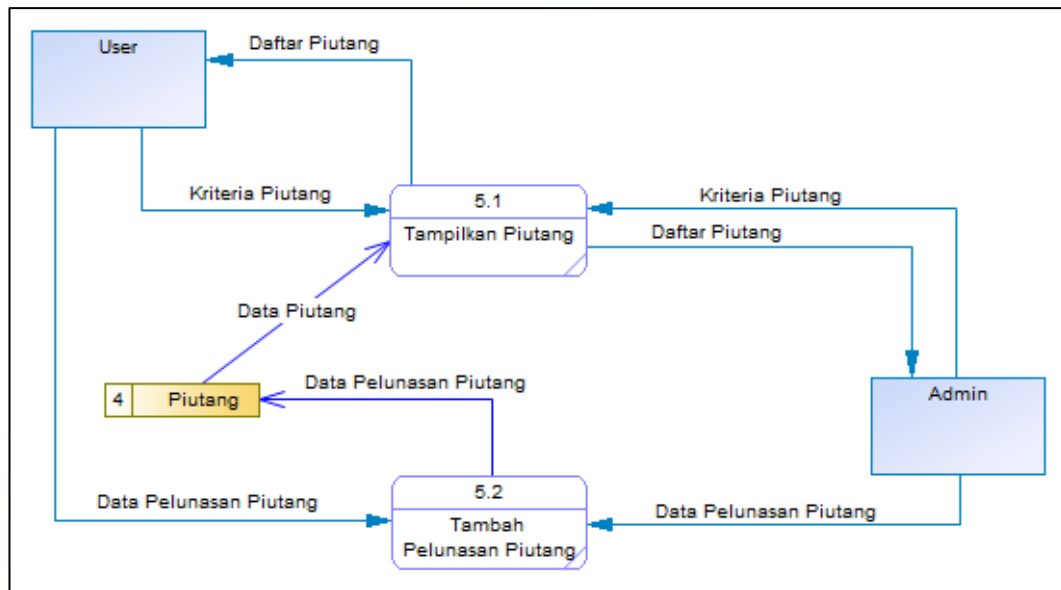 User
Daftar Piutang
Kriteria Piutang
5.1
Tampilkan Piutang
Kriteria Piutang
Daftar Piutang
Data Piutang
4
Piutang
Data Pelunasan Piutang
Admin
Data Pelunasan Piutang
5.2
Tambah
Pelunasan Piutang
Data Pelunasan Piutang